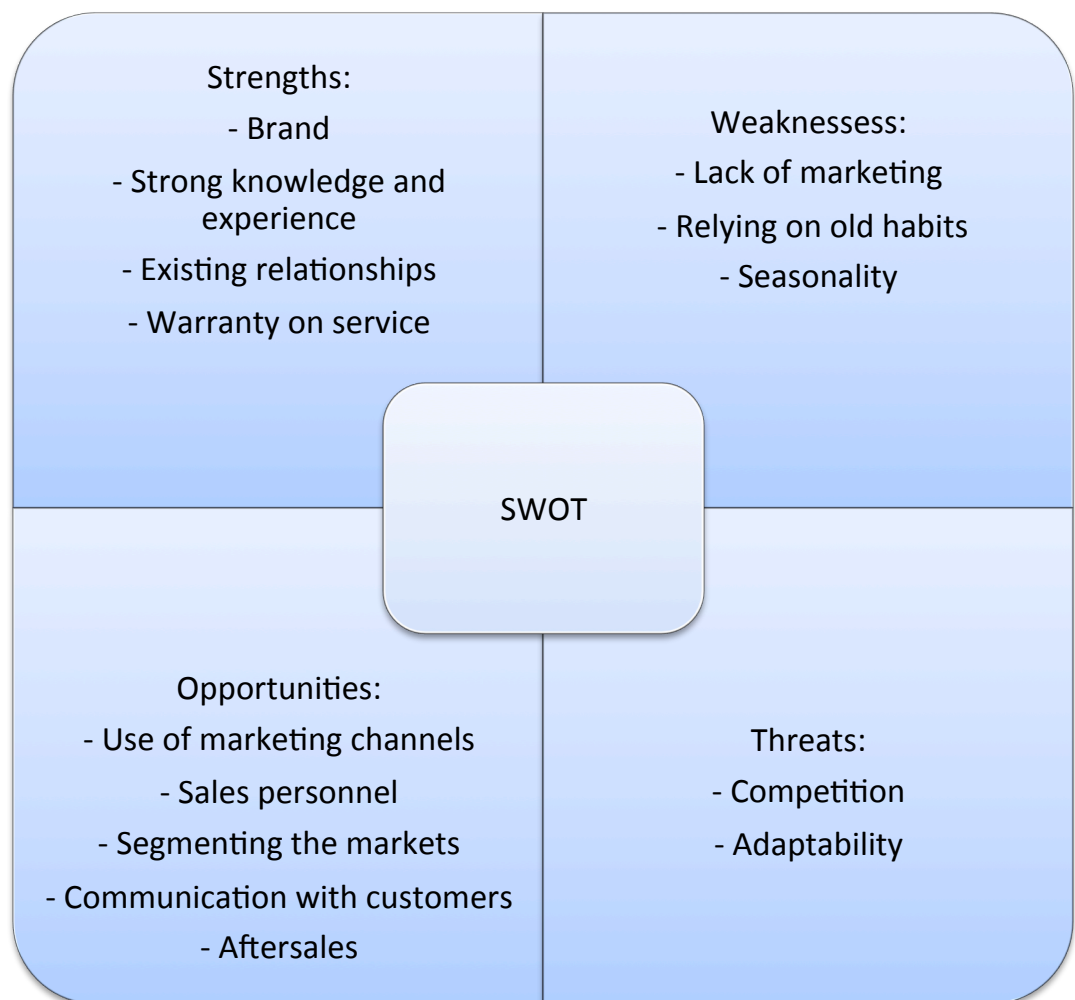 Strengths:
- Brand
- Strong knowledge and
experience
- Existing relationships
- Warranty on service
Weaknessess:
- Lack of marketing
- Relying on old habits
- Seasonality
SWOT
Opportunities:
- Use of marketing channels
- Sales personnel
- Segmenting the markets
- Communication with customers
- Aftersales
Threats:
- Competition
- Adaptability